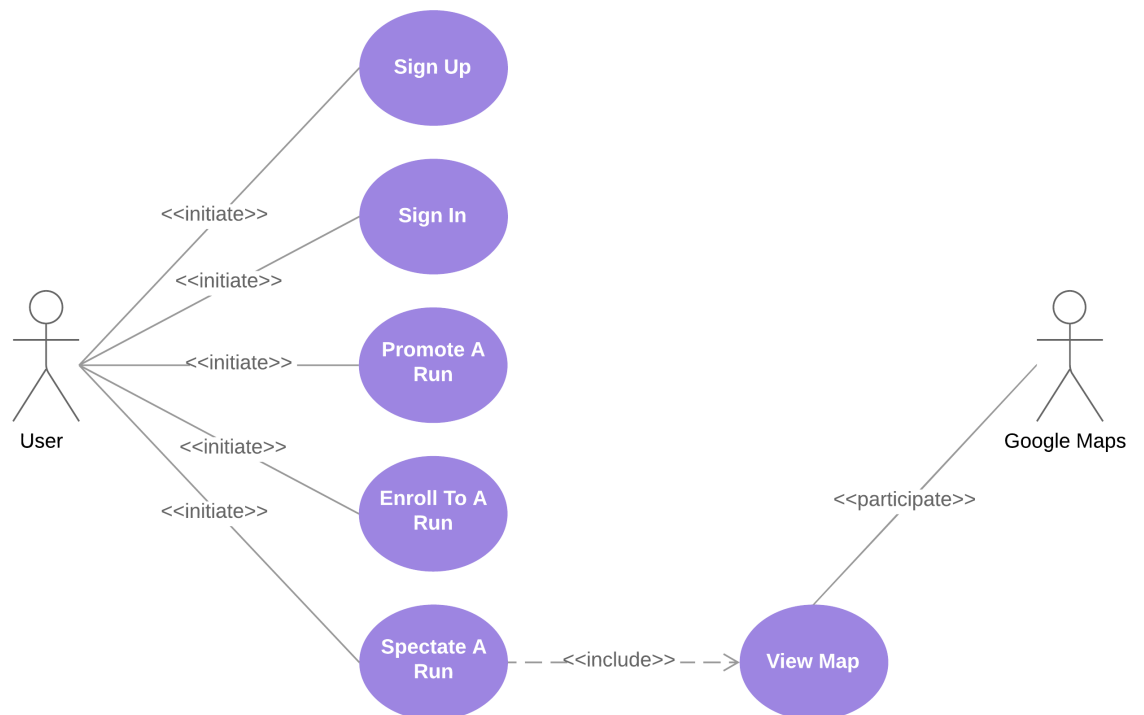 Sign Up
<<initiate>>
Sign In
<<initiate>>
Promote A
Run
<<initiate>>
User
Google Maps
<<initiate>>
Enroll To A
Run
<<participate>>
<<initiate>>
Spectate A
Run
<<include>>
View Map